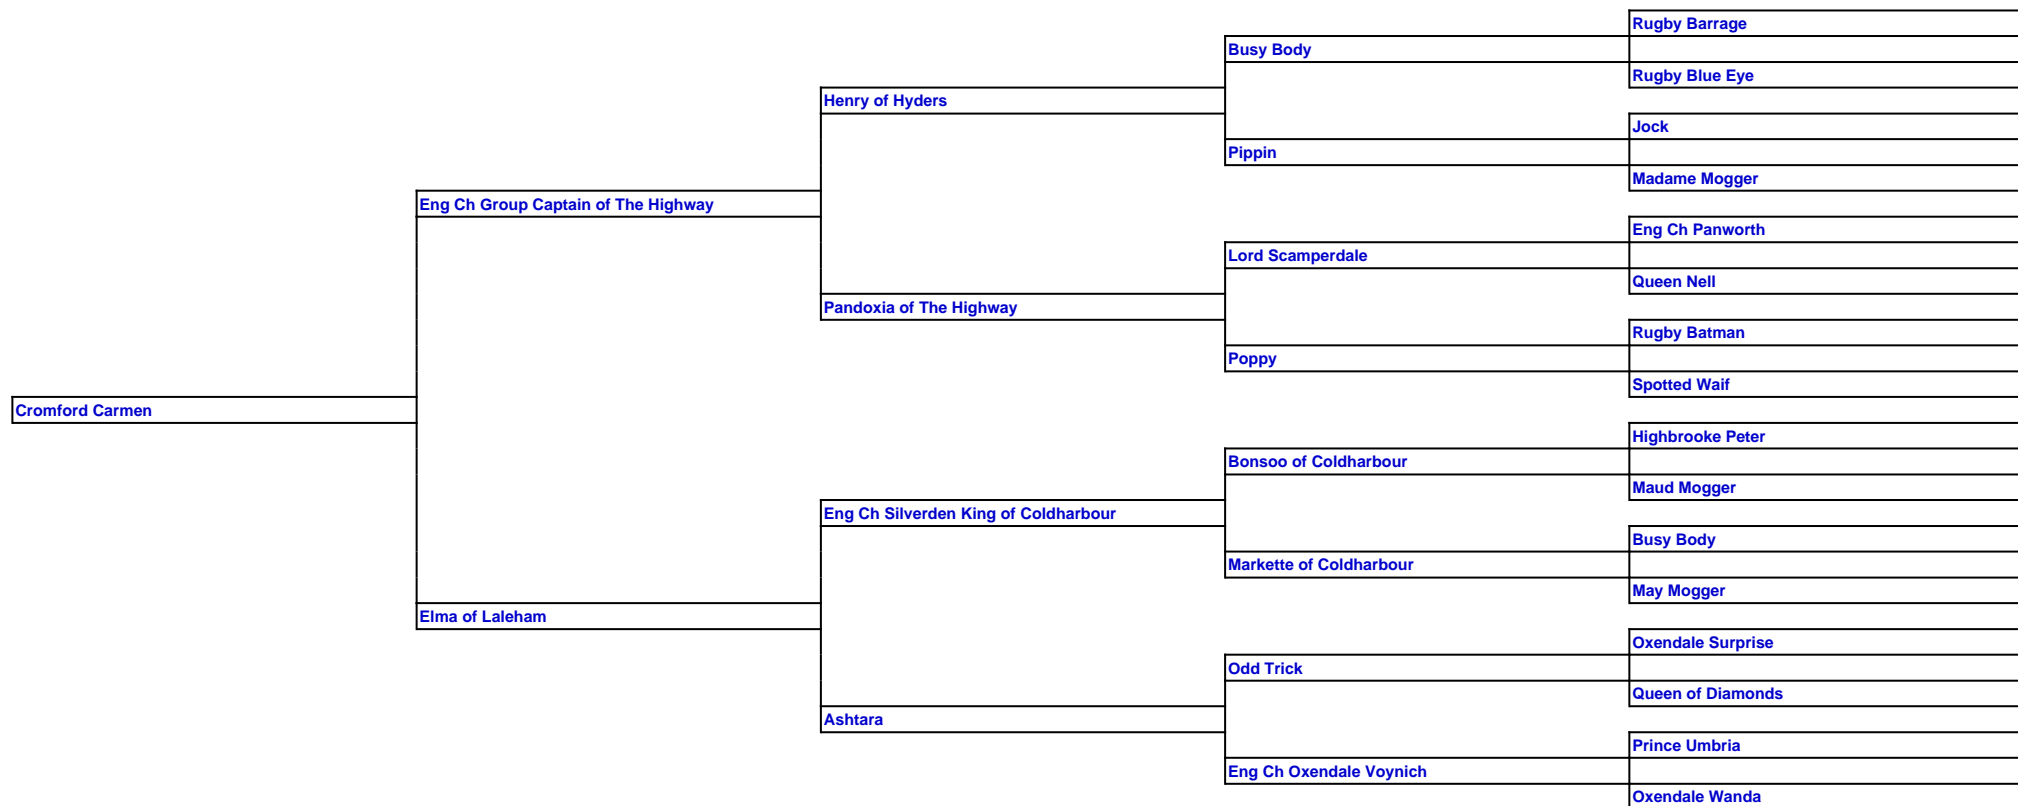 Rugby Barrage
Busy Body
Rugby Blue Eye
Henry of Hyders
Jock
Pippin
Madame Mogger
Eng Ch Group Captain of The Highway
Eng Ch Panworth
Lord Scamperdale
Queen Nell
Pandoxia of The Highway
Rugby Batman
Poppy
Spotted Waif
Cromford Carmen
Highbrooke Peter
Bonsoo of Coldharbour
Maud Mogger
Eng Ch Silverden King of Coldharbour
Busy Body
Markette of Coldharbour
May Mogger
Elma of Laleham
Oxendale Surprise
Odd Trick
Queen of Diamonds
Ashtara
Prince Umbria
Eng Ch Oxendale Voynich
Oxendale Wanda